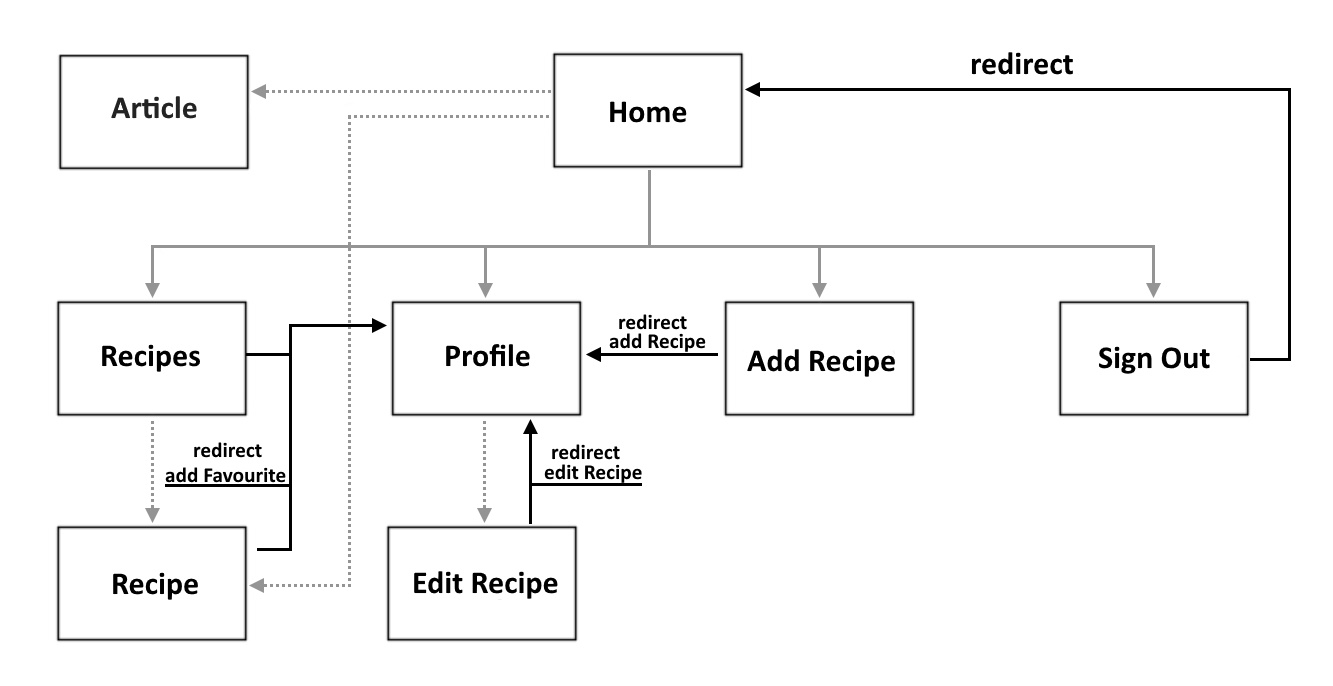 redirect
Article
Home
redirect
add Recipe
Recipes
Profile
Add Recipe
Sign Out
redirect
add Favourite
redirect
edit Recipe
Recipe
Edit Recipe